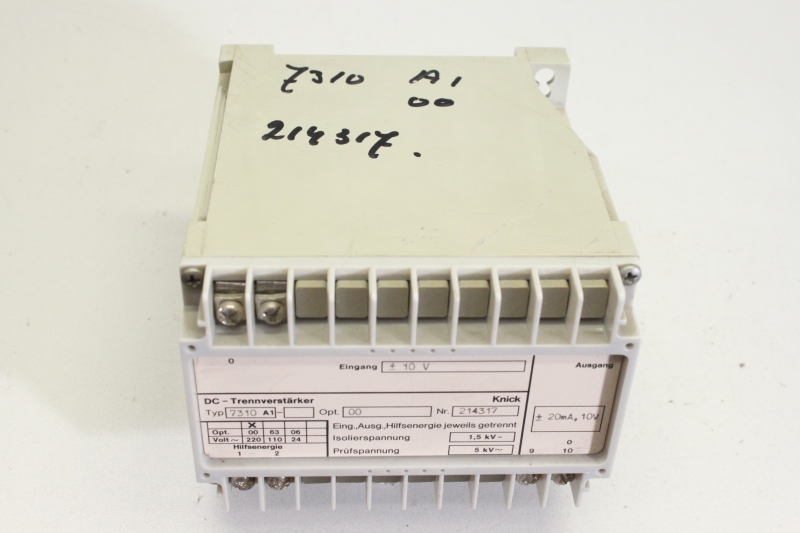 7310 A1
00
214317.
0
Eingang ± 10 V
Ausgang
DC - Trennverstärker Knick
Typ 7310 A1 - Opt. 00 Nr. 214317
± 20mA, 10V
X
Opt. 00 63 06
Volt ~ 220 110 24
Hilfsenergie
1 2
Eing.,Ausg.,Hilfsenergie jeweils getrennt
Isolierspannung 1,5 kV-
Prüfspannung 5 kV~
0
9 10